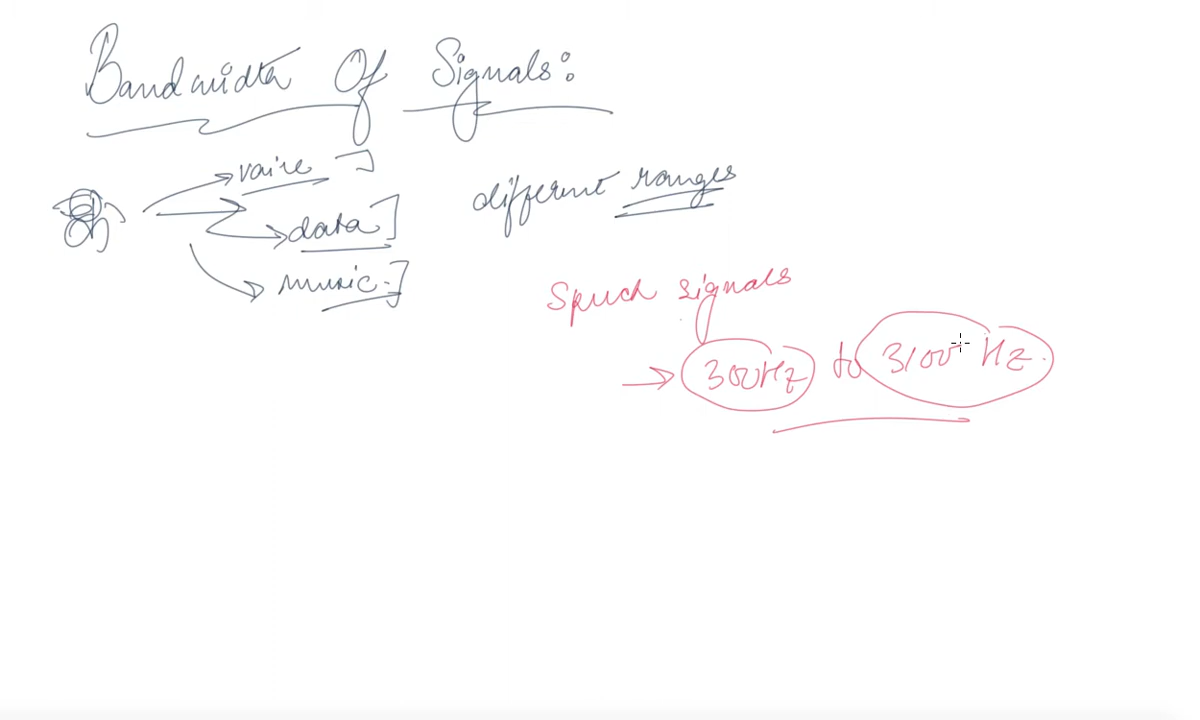 Bandwidth Of Signals:
voice ]
data ]
music. ]
different ranges
Speech signals
→ 300Hz to 3100 Hz.